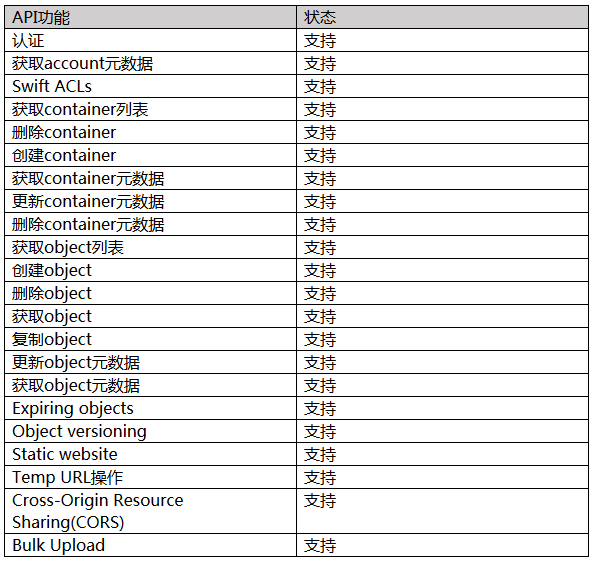 API功能 状态
认证 支持
获取account元数据 支持
Swift ACLs 支持
获取container列表 支持
删除container 支持
创建container 支持
获取container元数据 支持
更新container元数据 支持
删除container元数据 支持
获取object列表 支持
创建object 支持
删除object 支持
获取object 支持
复制object 支持
更新object元数据 支持
获取object元数据 支持
Expiring objects 支持
Object versioning 支持
Static website 支持
Temp URL操作 支持
Cross-Origin Resource 支持
Sharing(CORS)
Bulk Upload 支持